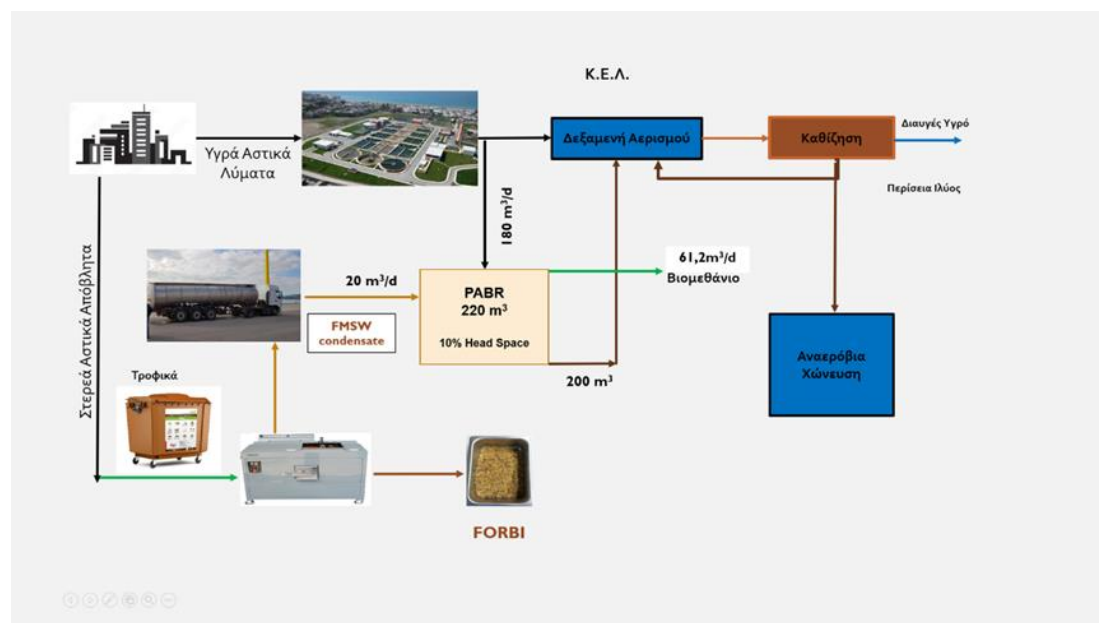 Κ.Ε.Λ.
Υγρά Αστικά
Λύματα
Δεξαμενή Αερισμού
Καθίζηση
Διαυγές Υγρό
Περίσεια Ιλύος
180 m³/d
Στερεά Αστικά Απόβλητα
20 m³/d
FMSW
condensate
PABR
220 m³
10% Head Space
61,2m³/d
Βιομεθάνιο
200 m³
Αναερόβια
Χώνευση
Τροφικά
FORBI